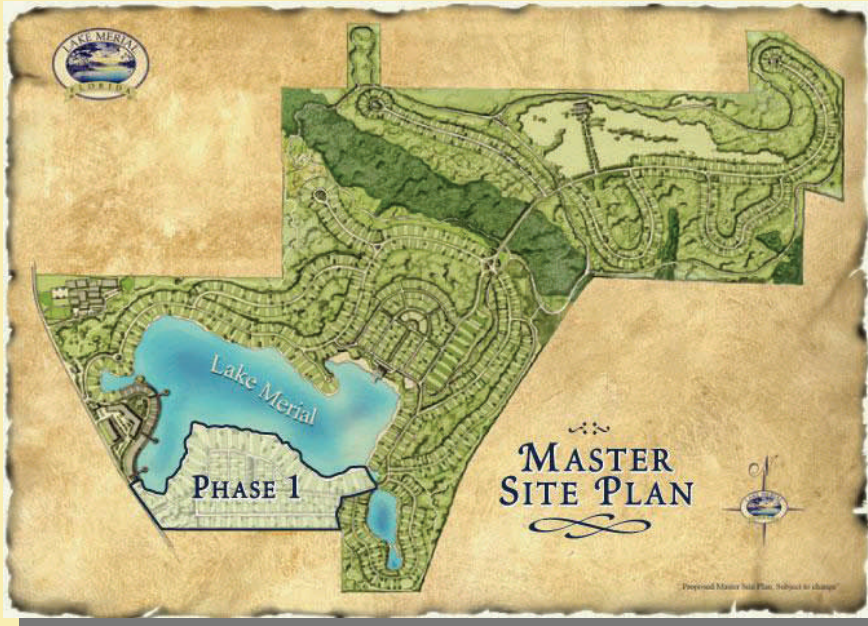 LAKE MERIAL
FLORIDA
Lake Merial
PHASE 1
MASTER
SITE PLAN
N
"Proposed Master Site Plan, Subject to change"